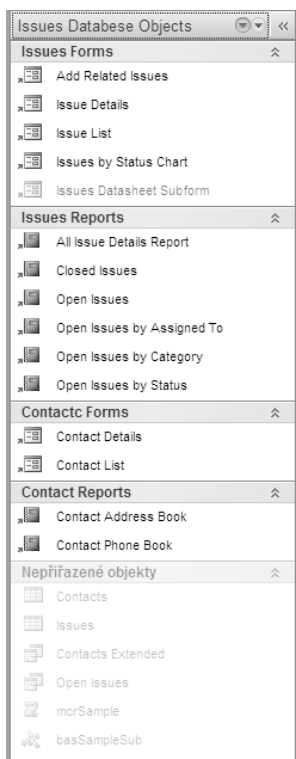 Issues Databese Objects
Issues Forms
Add Related Issues
Issue Details
Issue List
Issues by Status Chart
Issues Datasheet Subform
Issues Reports
All Issue Details Report
Closed Issues
Open Issues
Open Issues by Assigned To
Open Issues by Category
Open Issues by Status
Contactc Forms
Contact Details
Contact List
Contact Reports
Contact Address Book
Contact Phone Book
Nepřiřazené objekty
Contacts
Issues
Contacts Extended
Open Issues
mcrSample
basSampleSub